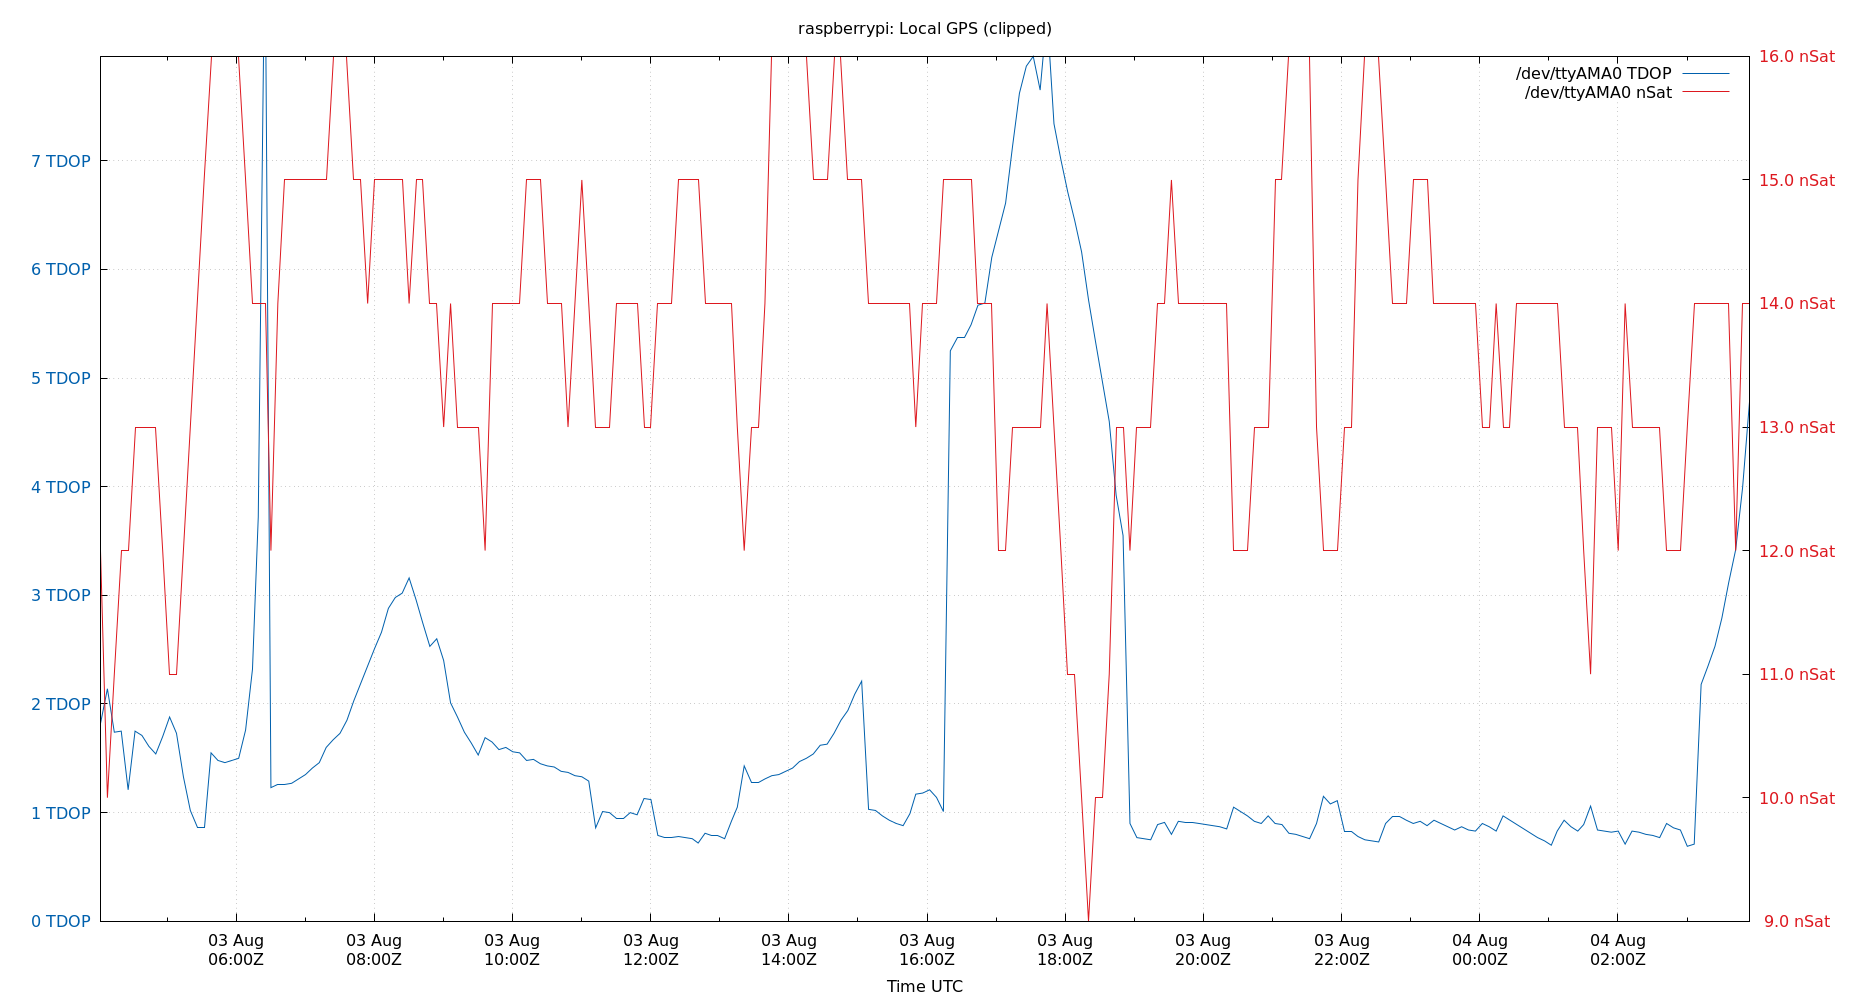 raspberrypi: Local GPS (clipped)
/dev/ttyAMA0 TDOP
/dev/ttyAMA0 nSat
7 TDOP
6 TDOP
5 TDOP
4 TDOP
3 TDOP
2 TDOP
1 TDOP
0 TDOP
16.0 nSat
15.0 nSat
14.0 nSat
13.0 nSat
12.0 nSat
11.0 nSat
10.0 nSat
9.0 nSat
03 Aug
06:00Z
03 Aug
08:00Z
03 Aug
10:00Z
03 Aug
12:00Z
03 Aug
14:00Z
03 Aug
16:00Z
03 Aug
18:00Z
03 Aug
20:00Z
03 Aug
22:00Z
04 Aug
00:00Z
04 Aug
02:00Z
Time UTC